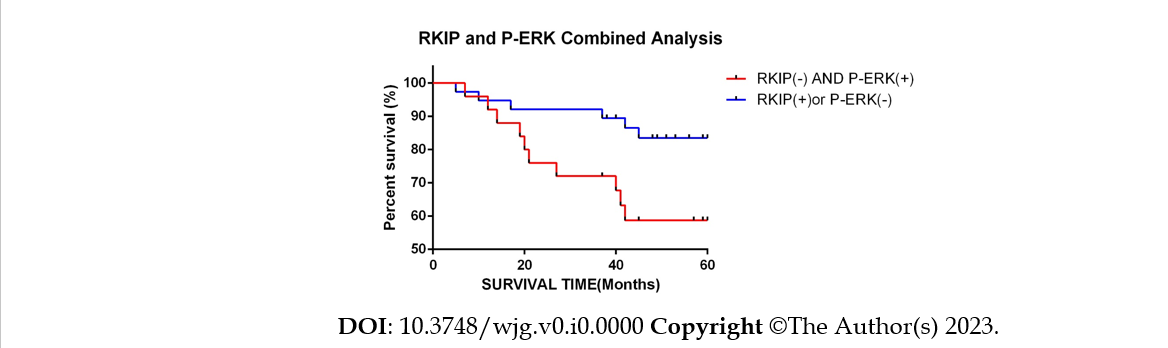 RKIP and P-ERK Combined Analysis
Percent survival (%)
100
90
80
70
60
50
0 20 40 60
SURVIVAL TIME(Months)
RKIP(-) AND P-ERK(+)
RKIP(+)or P-ERK(-)
DOI: 10.3748/wjg.v0.i0.0000 Copyright ©The Author(s) 2023.